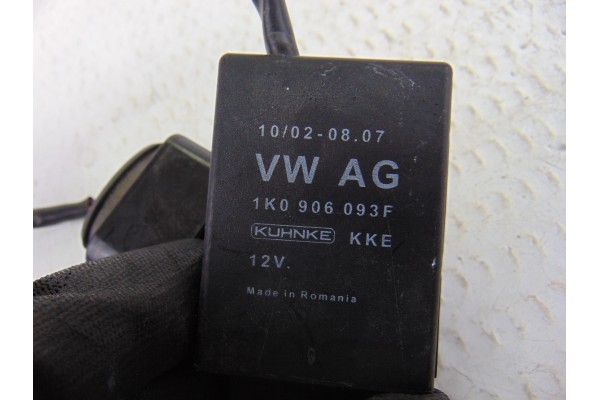 10/02-08.07
VW AG
1K0 906 093F
KUHNKE KKE
12V.
Made in Romania